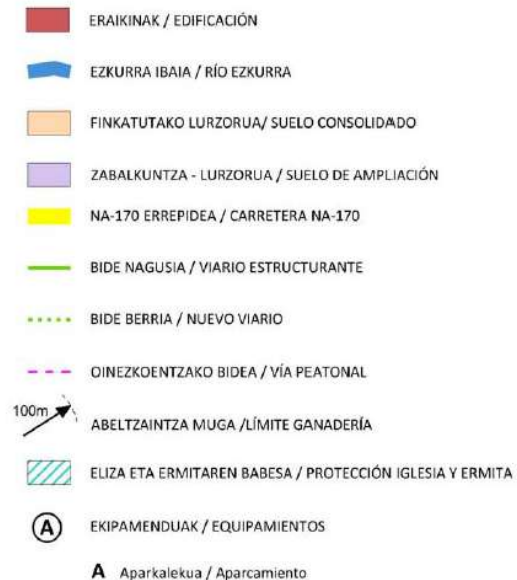 ERAIKINAK / EDIFICACIÓN
EZKURRA IBAIA / RÍO EZKURRA
FINKATUTAKO LURZORUA/ SUELO CONSOLIDADO
ZABALKUNTZA - LURZORUA / SUELO DE AMPLIACIÓN
NA-170 ERREPIDEA / CARRETERA NA-170
BIDE NAGUSIA / VIARIO ESTRUCTURANTE
BIDE BERRIA / NUEVO VIARIO
OINEZKOENTZAKO BIDEA / VÍA PEATONAL
100m ABELTZAINTZA MUGA /LÍMITE GANADERÍA
ELIZA ETA ERMITAREN BABESA / PROTECCIÓN IGLESIA Y ERMITA
A EKIPAMENDUAK / EQUIPAMIENTOS
A Aparkalekua / Aparcamiento